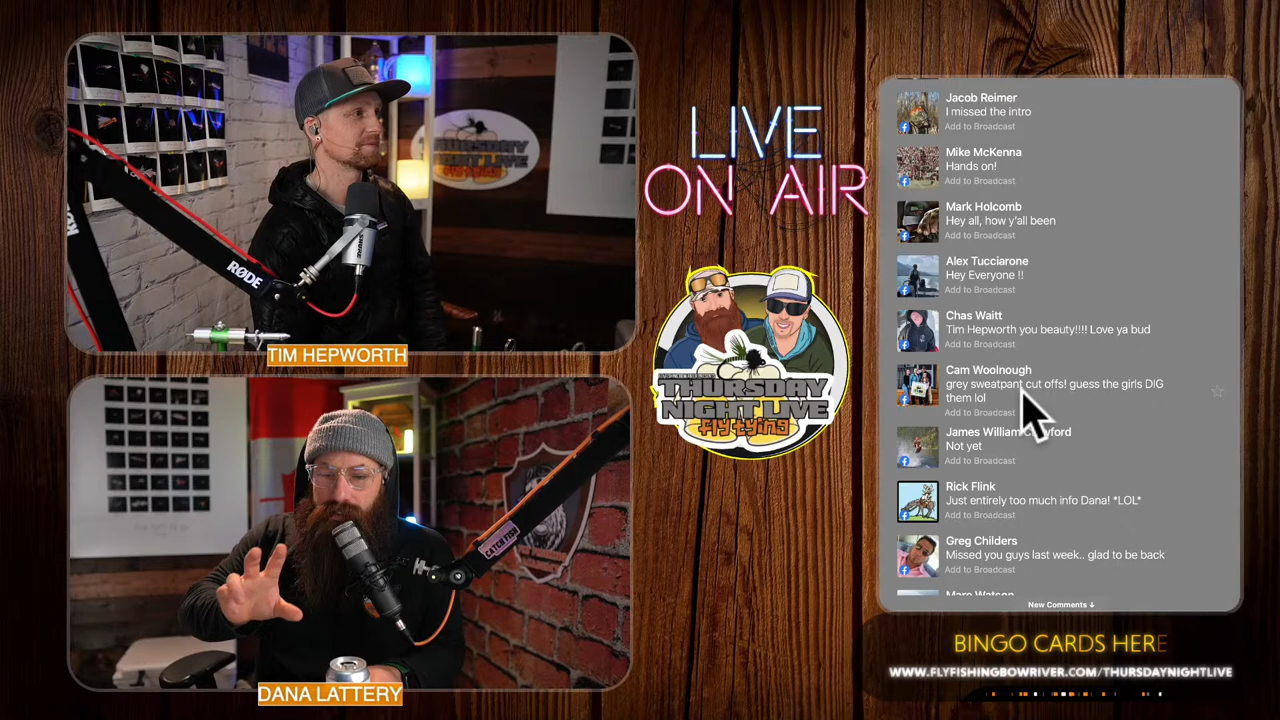 THURSDAY
NIGHT LIVE
RØDE
SHURE
TIM HEPWORTH
CATCH FISH
DANA LATTERY
LIVE
ON AIR
THURSDAY
NIGHT LIVE
fly tying
Jacob Reimer
I missed the intro
Add to Broadcast
Mike McKenna
Hands on!
Add to Broadcast
Mark Holcomb
Hey all, how y'all been
Add to Broadcast
Alex Tucciarone
Hey Everyone !!
Add to Broadcast
Chas Waitt
Tim Hepworth you beauty!!!! Love ya bud
Add to Broadcast
Cam Woolnough
grey sweatpant cut offs! guess the girls DIG
them lol
Add to Broadcast
James William
Not yet
Add to Broadcast
Rick Flink
Just entirely too much info Dana! *LOL*
Add to Broadcast
Greg Childers
Missed you guys last week.. glad to be back
Add to Broadcast
New Comments ↓
BINGO CARDS HERE
WWW.FLYFISHINGBOWRIVER.COM/THURSDAYNIGHTLIVE